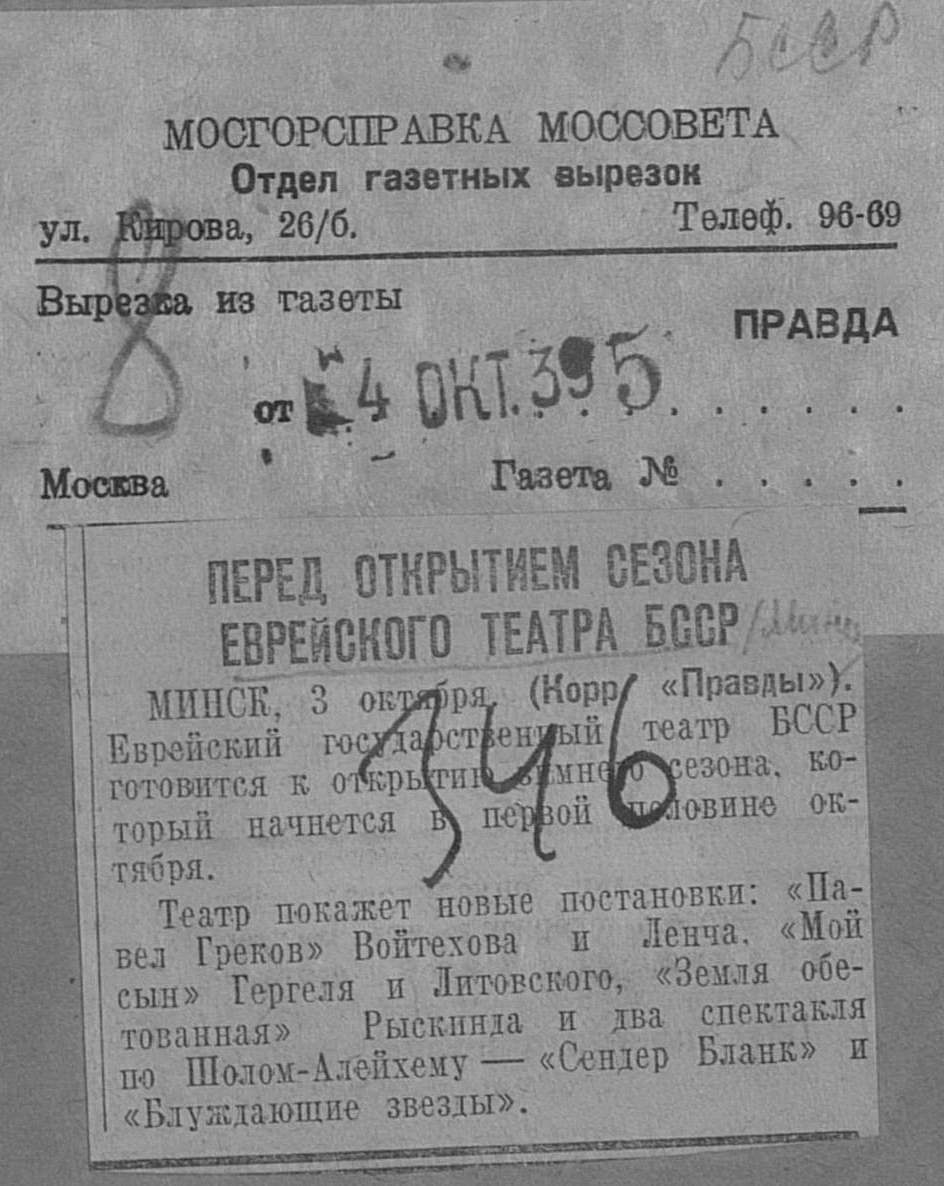 БССР
МОСГОРСПРАВКА МОССОВЕТА
Отдел газетных вырезок
ул. Кирова, 26/б. Телеф. 96-69
Вырезка из газеты
8
ПРАВДА
от 4 ОКТ. 39 5 . . . . . .
Москва Газета № . . . . .
ПЕРЕД ОТКРЫТИЕМ СЕЗОНА
ЕВРЕЙСКОГО ТЕАТРА БССР
346
МИНСК, 3 октября. (Корр. «Правды»).
Еврейский государственный театр БССР
готовится к открытию зимнего сезона, ко-
торый начнется в первой половине ок-
тября.
Театр покажет новые постановки: «Па-
вел Греков» Войтехова и Ленча, «Мой
сын» Гергеля и Литовского, «Земля обе-
тованная» Рыскинда и два спектакля
по Шолом-Алейхему — «Сендер Бланк» и
«Блуждающие звезды».